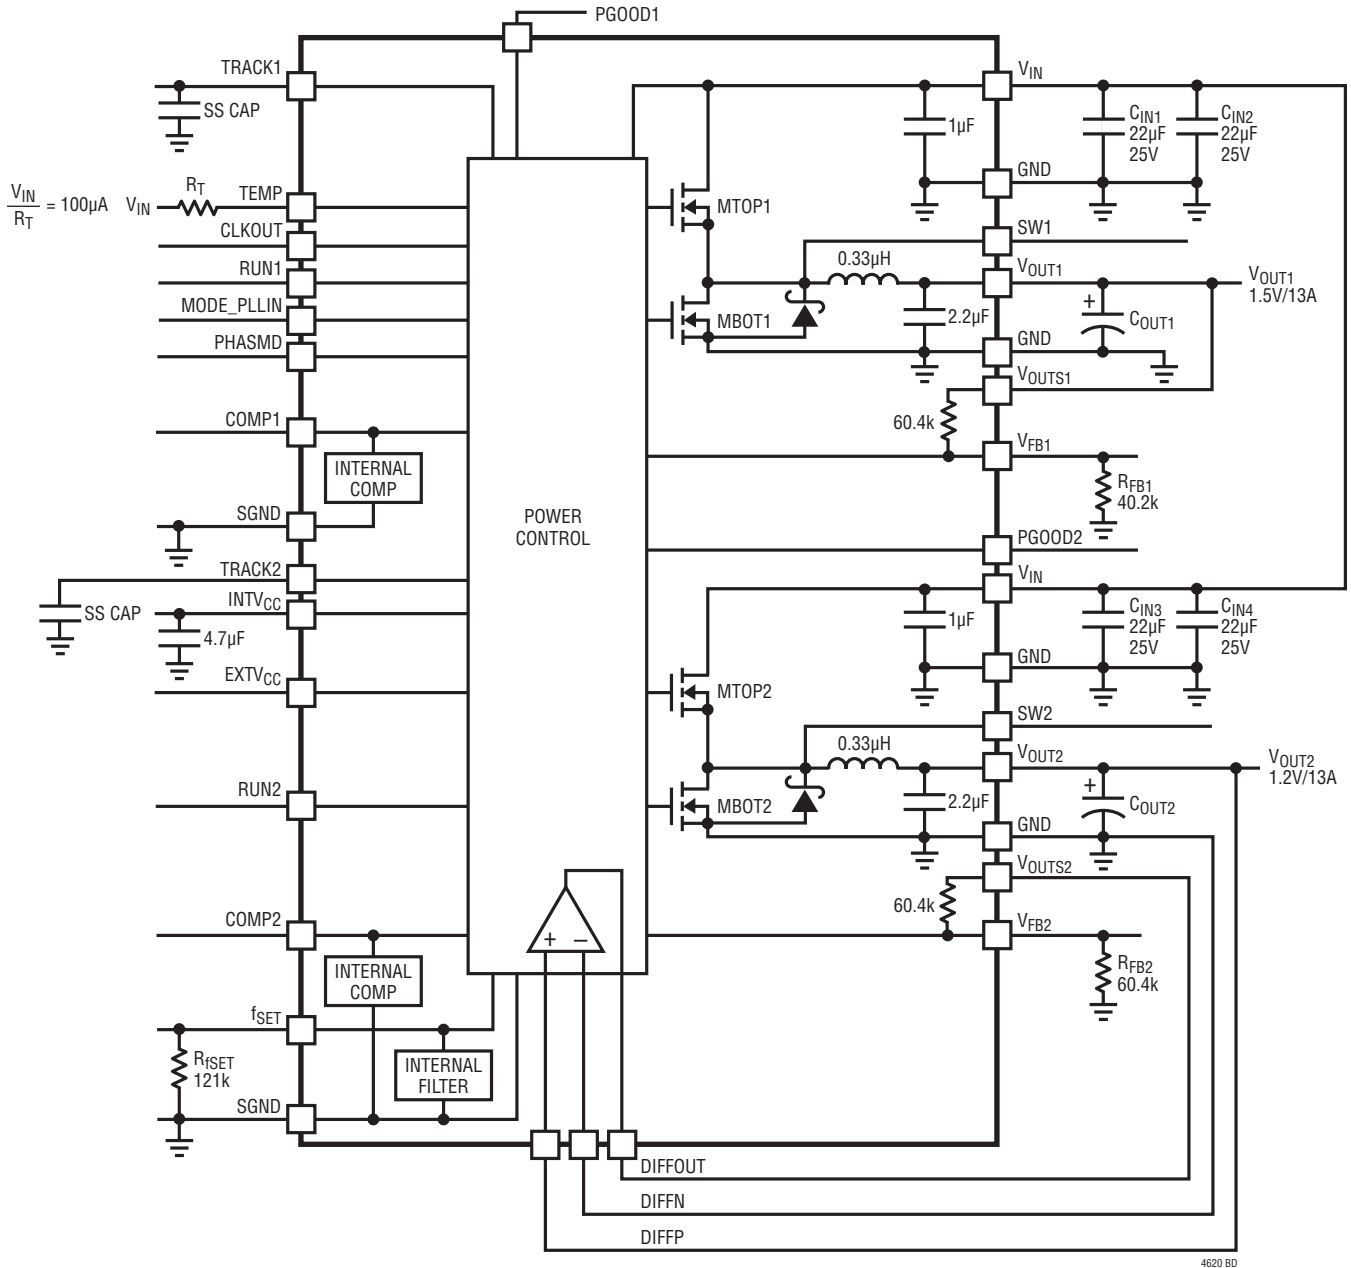 PGOOD1
TRACK1
SS CAP
VIN
RT
= 100µA
VIN
RT
TEMP
CLKOUT
RUN1
MODE_PLLIN
PHASMD
COMP1
INTERNAL
COMP
SGND
TRACK2
SS CAP
INTVCC
4.7µF
EXTVCC
RUN2
COMP2
INTERNAL
COMP
fSET
RfSET
121k
INTERNAL
FILTER
SGND
POWER
CONTROL
+ –
MTOP1
MBOT1
1µF
VIN
CIN1
22µF
25V
CIN2
22µF
25V
GND
SW1
0.33µH
VOUT1
VOUT1
1.5V/13A
2.2µF
+
COUT1
GND
VOUTS1
60.4k
VFB1
RFB1
40.2k
PGOOD2
VIN
1µF
CIN3
22µF
25V
CIN4
22µF
25V
GND
MTOP2
SW2
0.33µH
VOUT2
VOUT2
1.2V/13A
MBOT2
2.2µF
+
COUT2
GND
VOUTS2
60.4k
VFB2
RFB2
60.4k
DIFFOUT
DIFFN
DIFFP
4620 BD